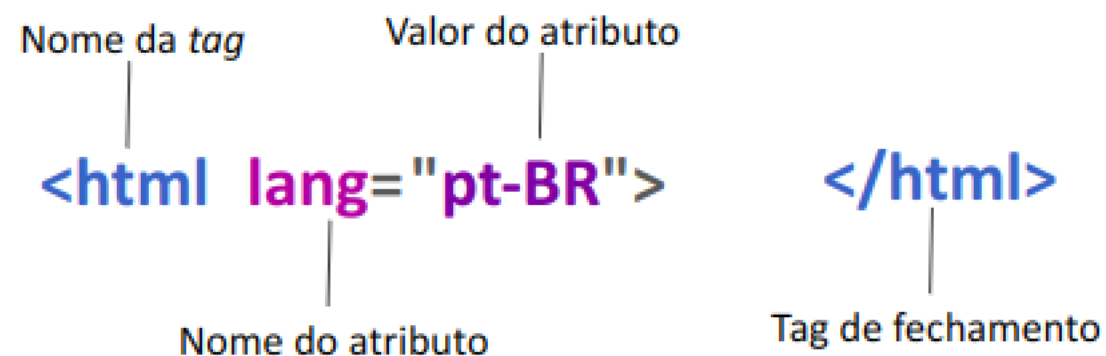 Nome da tag
Valor do atributo
<html lang="pt-BR">
</html>
Nome do atributo
Tag de fechamento